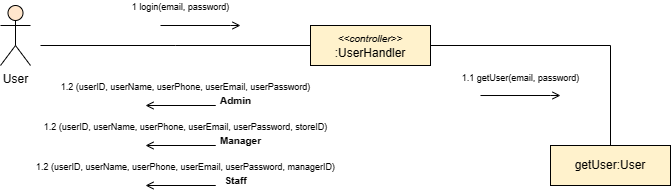 1 login(email, password)
<<controller>>
:UserHandler
User
1.1 getUser(email, password)
1.2 (userID, userName, userPhone, userEmail, userPassword)
Admin
1.2 (userID, userName, userPhone, userEmail, userPassword, storeID)
Manager
1.2 (userID, userName, userPhone, userEmail, userPassword, managerID)
Staff
getUser:User